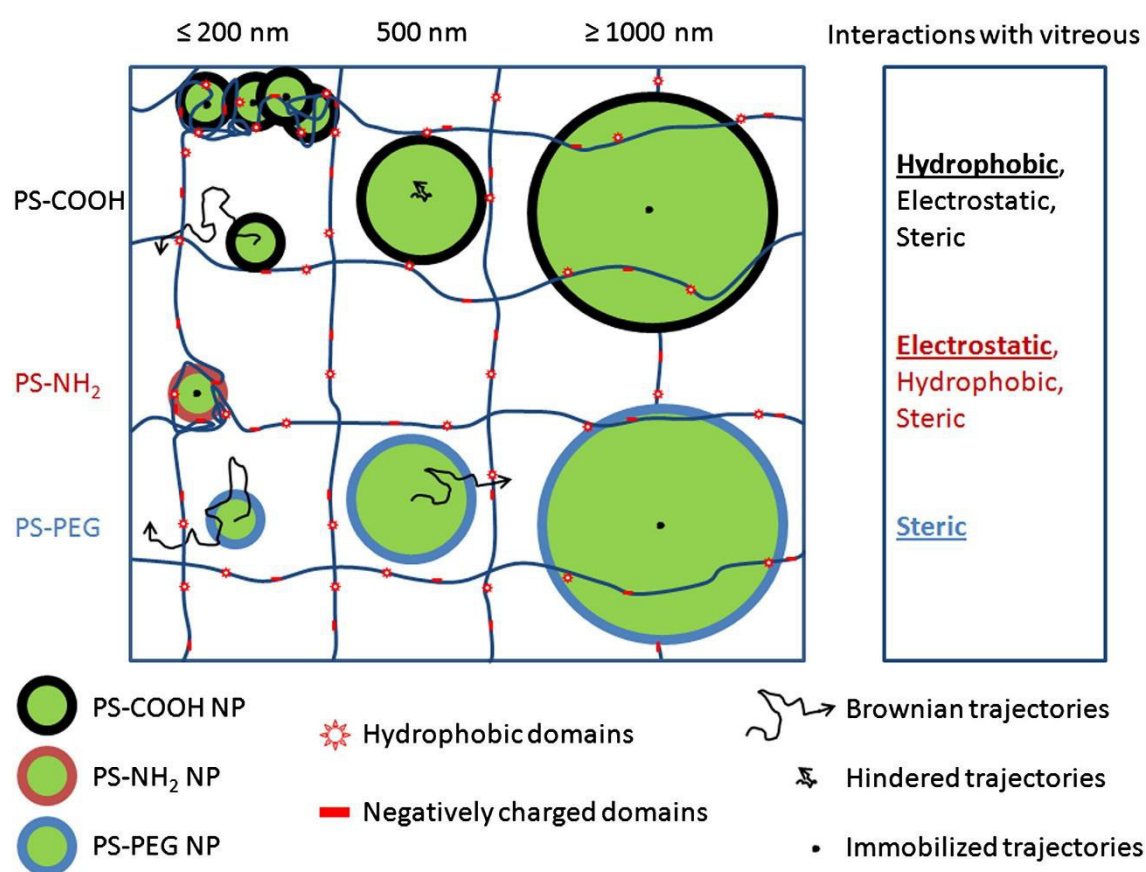 ≤ 200 nm
500 nm
≥ 1000 nm
Interactions with vitreous
PS-COOH
Hydrophobic,
Electrostatic,
Steric
PS-NH₂
Electrostatic,
Hydrophobic,
Steric
PS-PEG
Steric
PS-COOH NP
PS-NH₂ NP
PS-PEG NP
Hydrophobic domains
Negatively charged domains
Brownian trajectories
Hindered trajectories
Immobilized trajectories